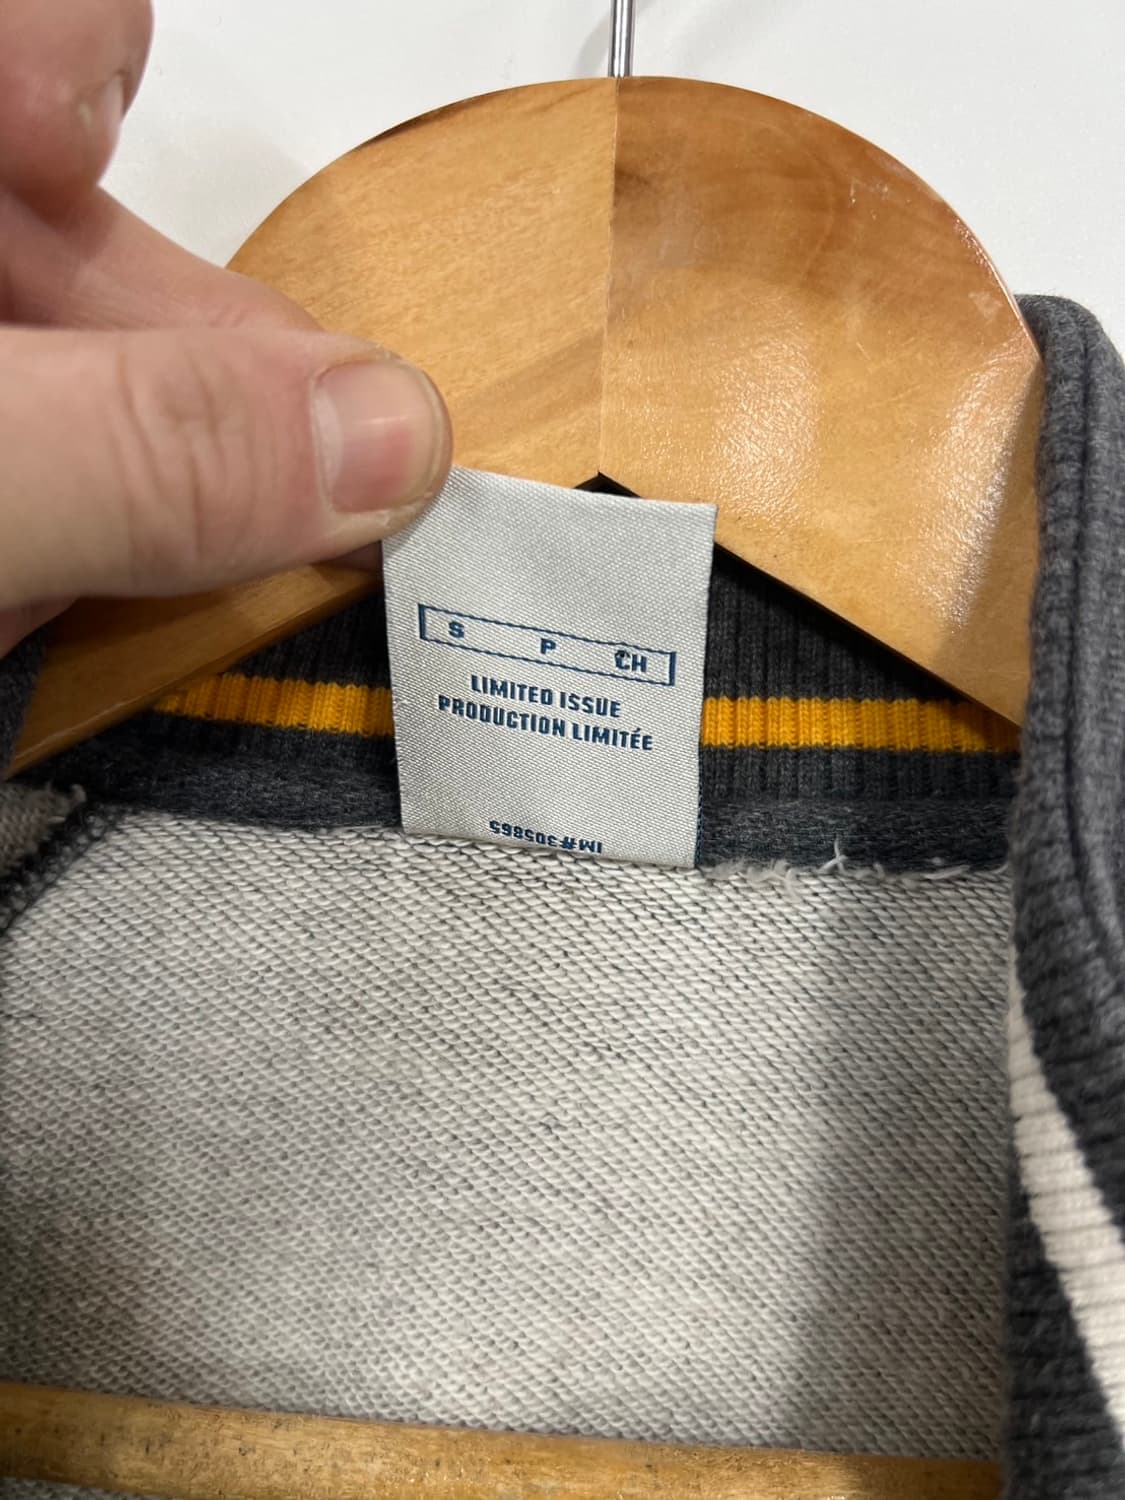 S P CH
LIMITED ISSUE
PRODUCTION LIMITÉE
IM#305865